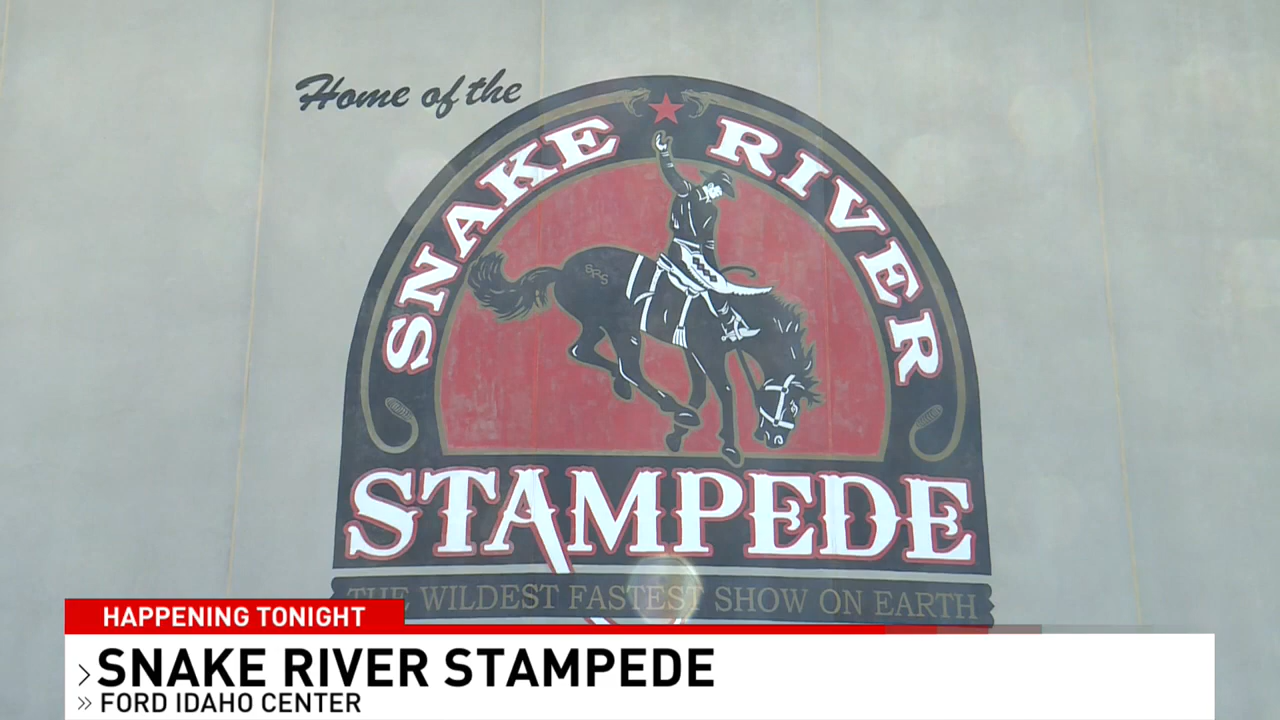 Home of the
SNAKE RIVER
SRS
STAMPEDE
THE WILDEST FASTEST SHOW ON EARTH
HAPPENING TONIGHT
SNAKE RIVER STAMPEDE
FORD IDAHO CENTER